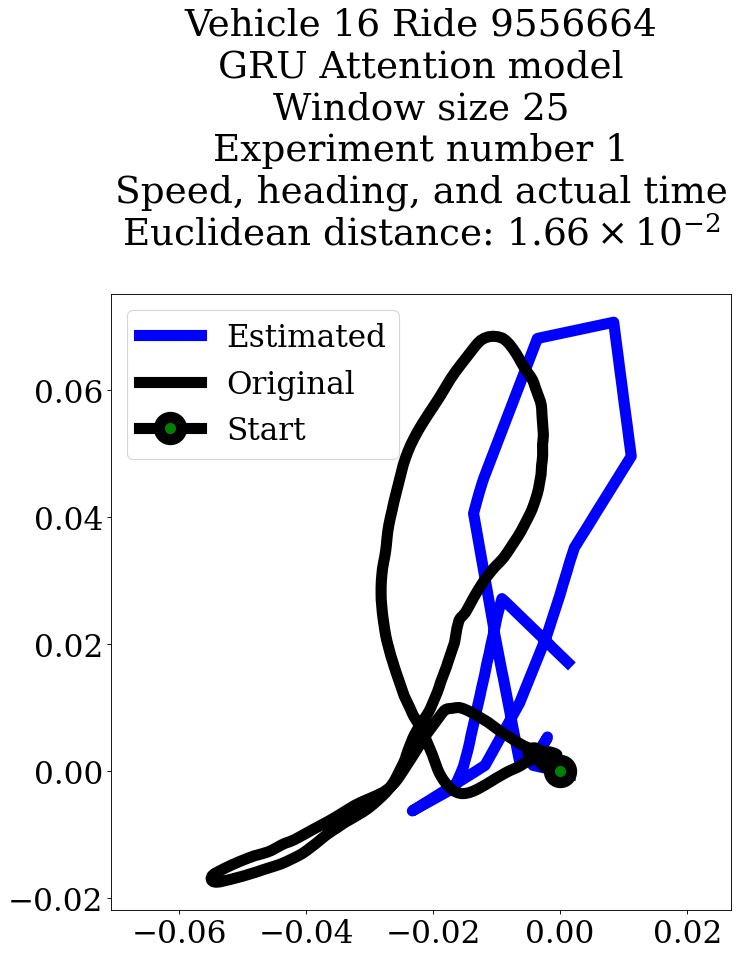 Vehicle 16 Ride 9556664
GRU Attention model
Window size 25
Experiment number 1
Speed, heading, and actual time
Euclidean distance: 1.66 × 10⁻²
Estimated
Original
Start
0.06
0.04
0.02
0.00
−0.02
−0.06
−0.04
−0.02
0.00
0.02